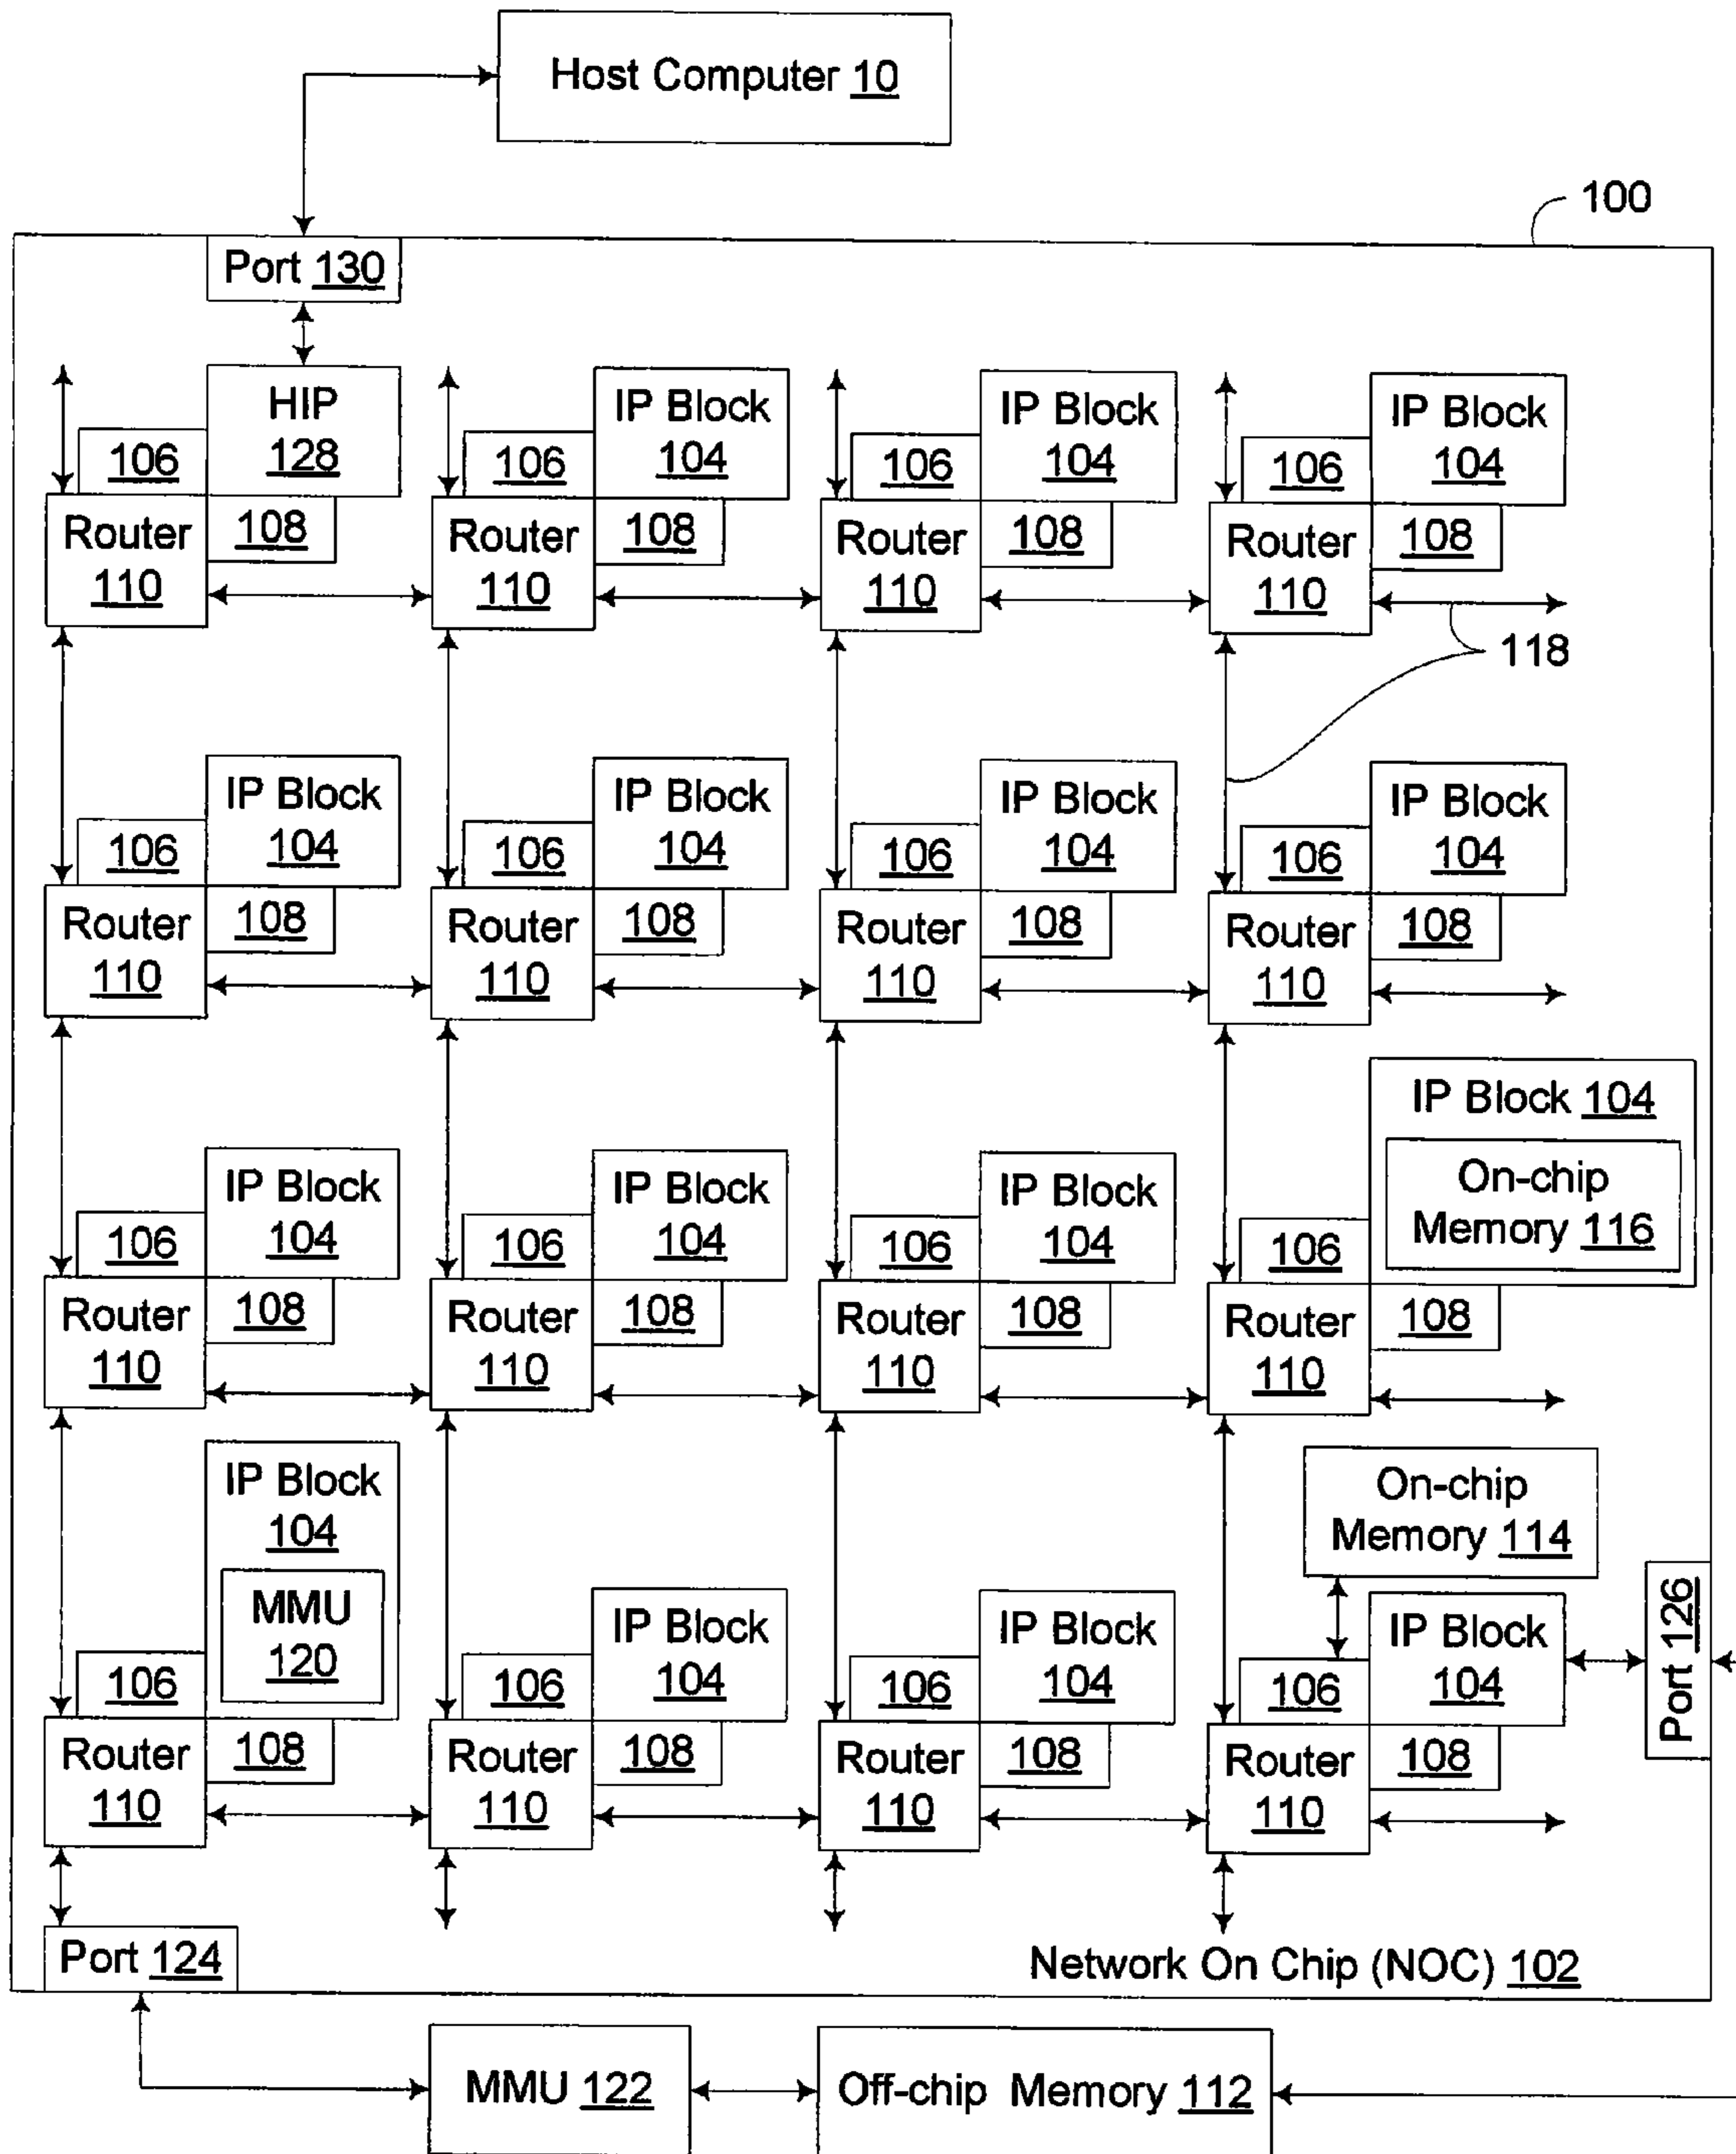 Host Computer 10
100
Port 130
HIP
128
106
Router
110
108
IP Block
104
106
Router
110
108
IP Block
104
106
Router
110
108
IP Block
104
106
Router
110
108
118
IP Block
104
106
Router
110
108
IP Block
104
106
Router
110
108
IP Block
104
106
Router
110
108
IP Block
104
106
Router
110
108
IP Block
104
106
Router
110
108
IP Block
104
106
Router
110
108
IP Block
104
106
Router
110
108
IP Block 104
On-chip
Memory 116
106
Router
110
108
IP Block
104
MMU
120
106
Router
110
108
IP Block
104
106
Router
110
108
IP Block
104
106
Router
110
108
On-chip
Memory 114
IP Block
104
106
Router
110
108
Port 126
Port 124
Network On Chip (NOC) 102
MMU 122
Off-chip Memory 112